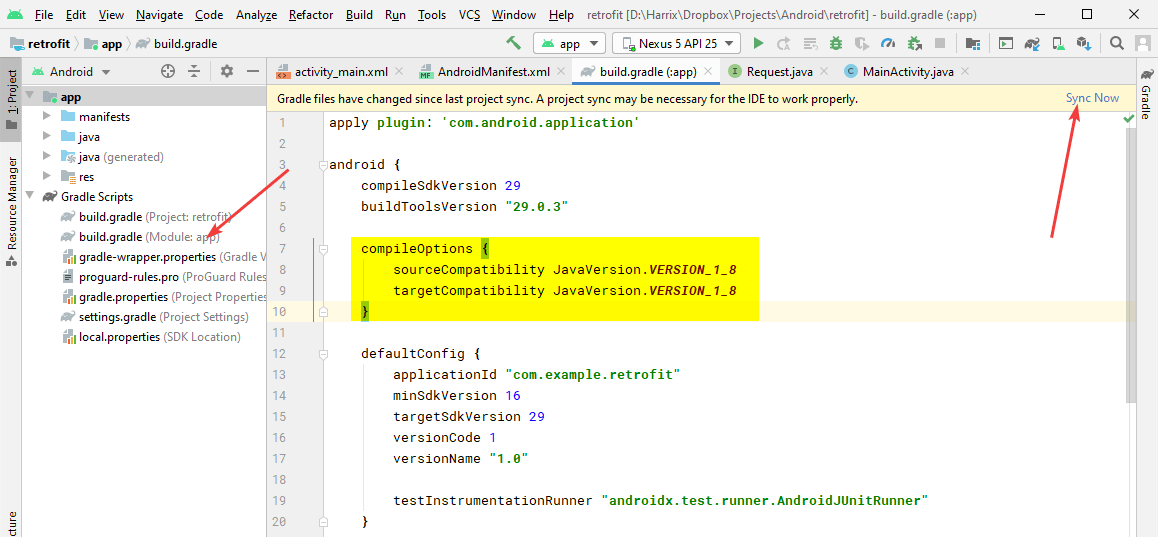 File Edit View Navigate Code Analyze Refactor Build Run Tools VCS Window Help retrofit [D:\Harrix\Dropbox\Projects\Android\retrofit] - build.gradle (:app)
retrofit app build.gradle app Nexus 5 API 25
1: Project
Resource Manager
cture
Android
app
manifests
java
java (generated)
res
Gradle Scripts
build.gradle (Project: retrofit)
build.gradle (Module: app)
gradle-wrapper.properties (Gradle V
proguard-rules.pro (ProGuard Rules
gradle.properties (Project Properties
settings.gradle (Project Settings)
local.properties (SDK Location)
activity_main.xml AndroidManifest.xml build.gradle (:app) Request.java MainActivity.java
Gradle files have changed since last project sync. A project sync may be necessary for the IDE to work properly. Sync Now
1 apply plugin: 'com.android.application'
2
3 android {
4 compileSdkVersion 29
5 buildToolsVersion "29.0.3"
6
7 compileOptions {
8 sourceCompatibility JavaVersion.VERSION_1_8
9 targetCompatibility JavaVersion.VERSION_1_8
10 }
11
12 defaultConfig {
13 applicationId "com.example.retrofit"
14 minSdkVersion 16
15 targetSdkVersion 29
16 versionCode 1
17 versionName "1.0"
18
19 testInstrumentationRunner "androidx.test.runner.AndroidJUnitRunner"
20 }
Gradle